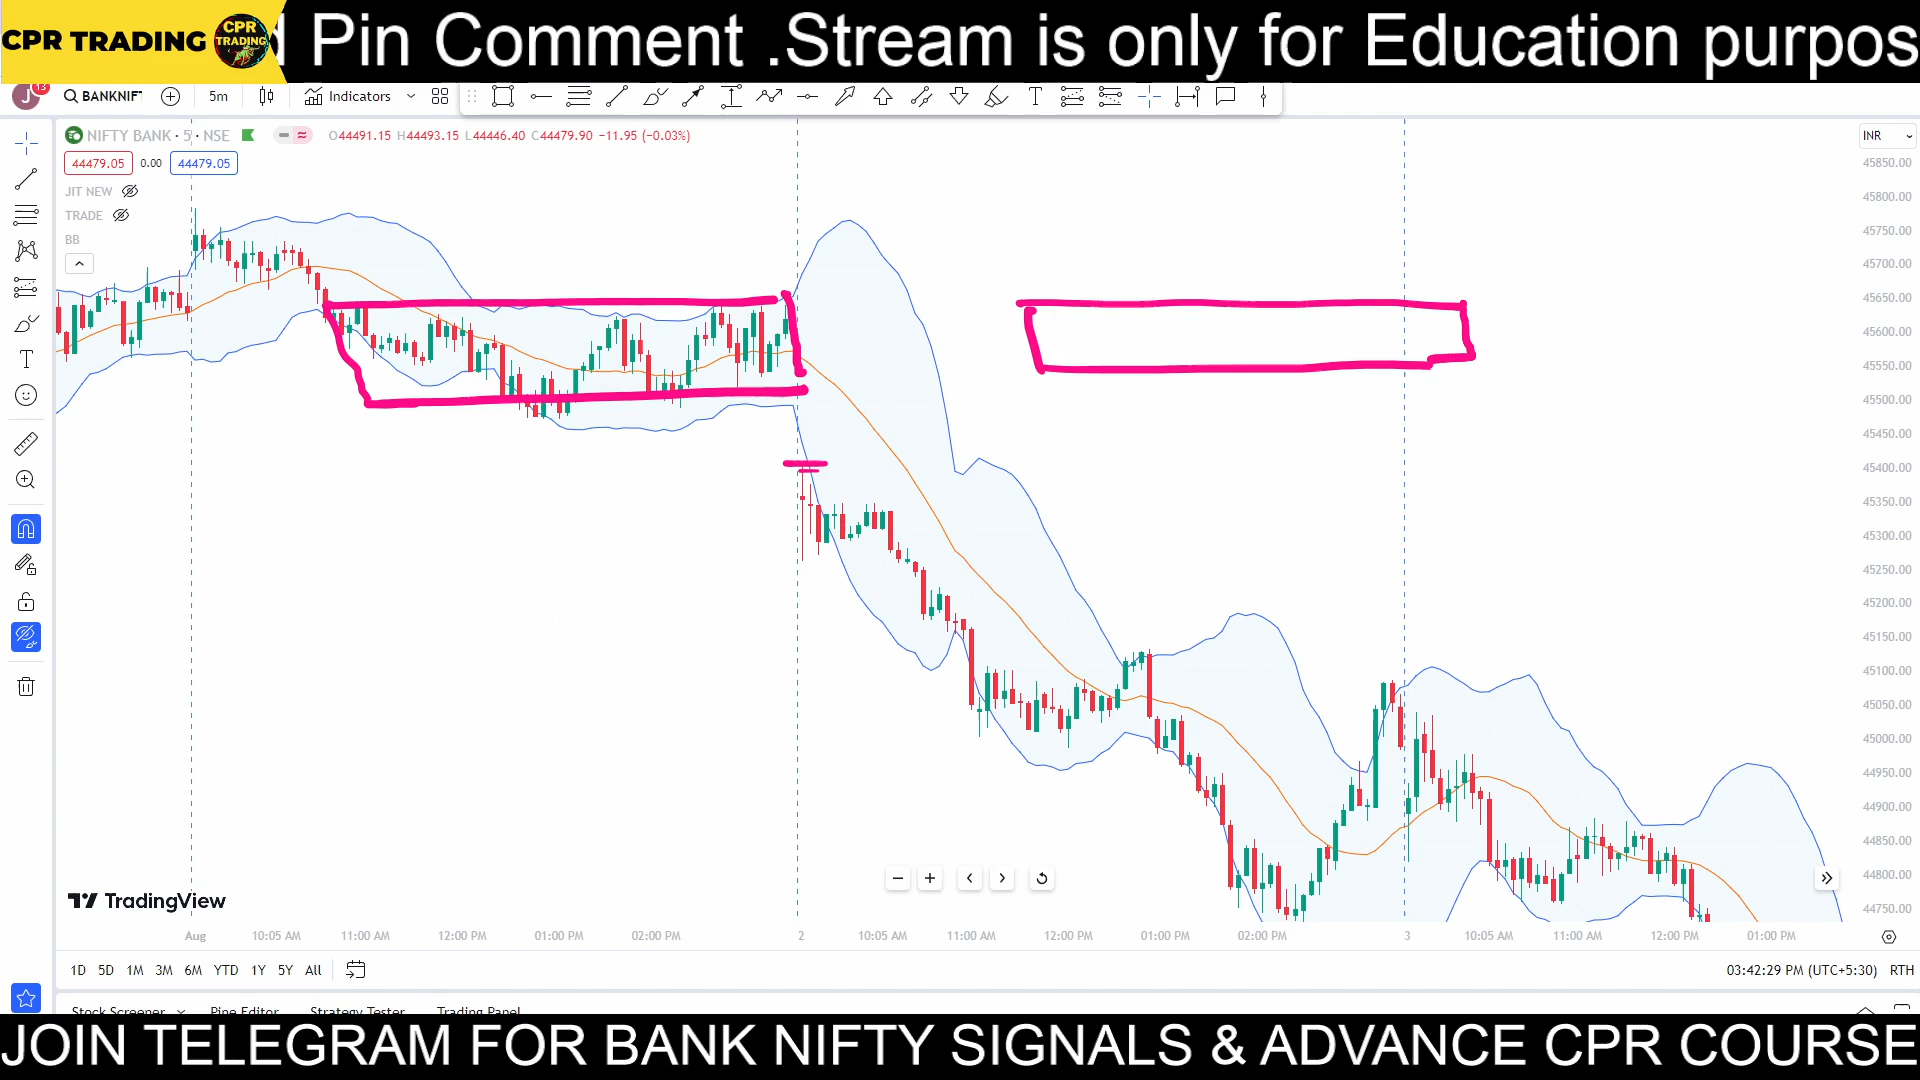 CPR TRADING
CPR TRADING
d Pin Comment .Stream is only for Education purpos
J 13 BANKNIF 5m Indicators
NIFTY BANK · 5 · NSE O44491.15 H44493.15 L44446.40 C44479.90 −11.95 (−0.03%)
INR
44479.05 0.00 44479.05
JIT NEW
TRADE
BB
45850.00
45800.00
45750.00
45700.00
45650.00
45600.00
45550.00
45500.00
45450.00
45400.00
45350.00
45300.00
45250.00
45200.00
45150.00
45100.00
45050.00
45000.00
44950.00
44900.00
44850.00
44800.00
44750.00
TradingView
Aug 10:05 AM 11:00 AM 12:00 PM 01:00 PM 02:00 PM 2 10:05 AM 11:00 AM 12:00 PM 01:00 PM 02:00 PM 3 10:05 AM 11:00 AM 12:00 PM 01:00 PM
1D 5D 1M 3M 6M YTD 1Y 5Y All 03:42:29 PM (UTC+5:30) RTH
Stock Screener Pine Editor Strategy Tester Trading Panel
JOIN TELEGRAM FOR BANK NIFTY SIGNALS & ADVANCE CPR COURSE